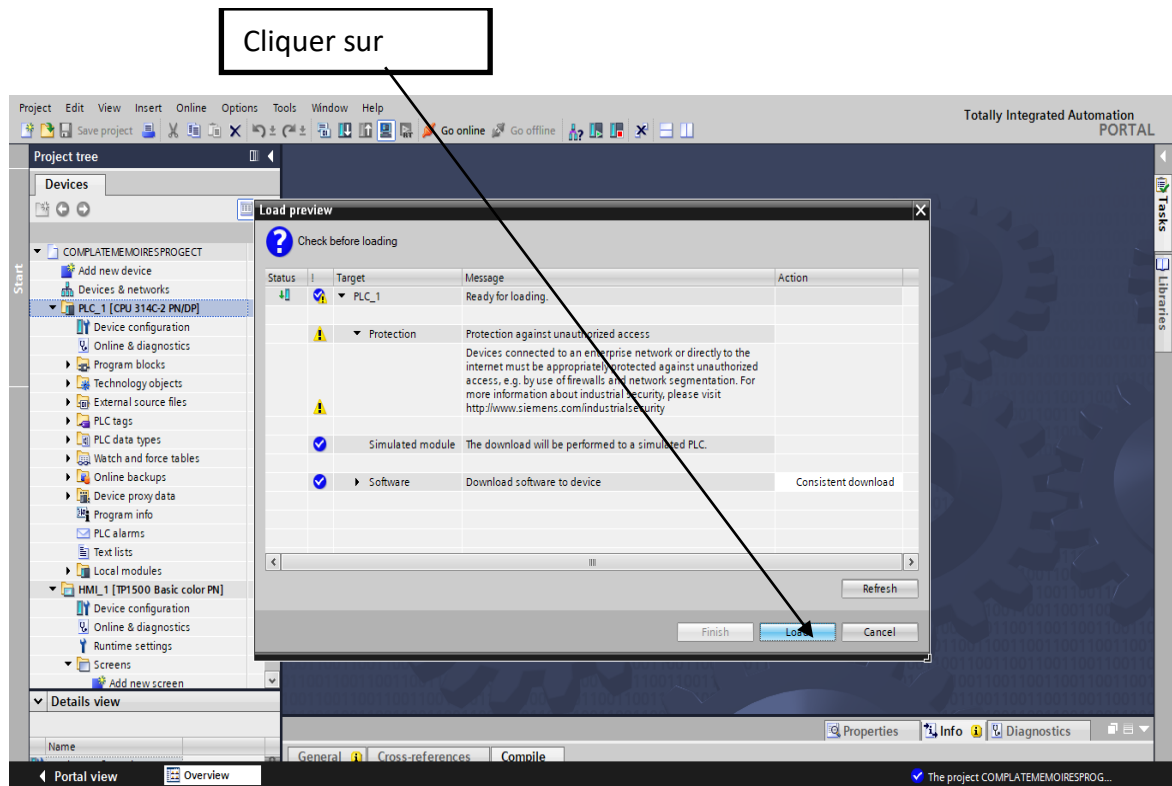 Cliquer sur
Project Edit View Insert Online Options Tools Window Help
Totally Integrated Automation
PORTAL
Save project Go online Go offline
Project tree
Devices
Start
COMPLATEMEMOIRESPROGECT
Add new device
Devices & networks
PLC_1 [CPU 314C-2 PN/DP]
Device configuration
Online & diagnostics
Program blocks
Technology objects
External source files
PLC tags
PLC data types
Watch and force tables
Online backups
Device proxy data
Program info
PLC alarms
Text lists
Local modules
HMI_1 [TP1500 Basic color PN]
Device configuration
Online & diagnostics
Runtime settings
Screens
Add new screen
Details view
Name
Load preview
Check before loading
Status ! Target Message Action
PLC_1 Ready for loading.
Protection Protection against unauthorized access
Devices connected to an enterprise network or directly to the
internet must be appropriately protected against unauthorized
access, e.g. by use of firewalls and network segmentation. For
more information about industrial security, please visit
http://www.siemens.com/industrialsecurity
Simulated module The download will be performed to a simulated PLC.
Software Download software to device Consistent download
Refresh
Finish Load Cancel
Tasks
Libraries
Properties Info Diagnostics
General Cross-references Compile
Portal view Overview The project COMPLATEMEMOIRESPROG...